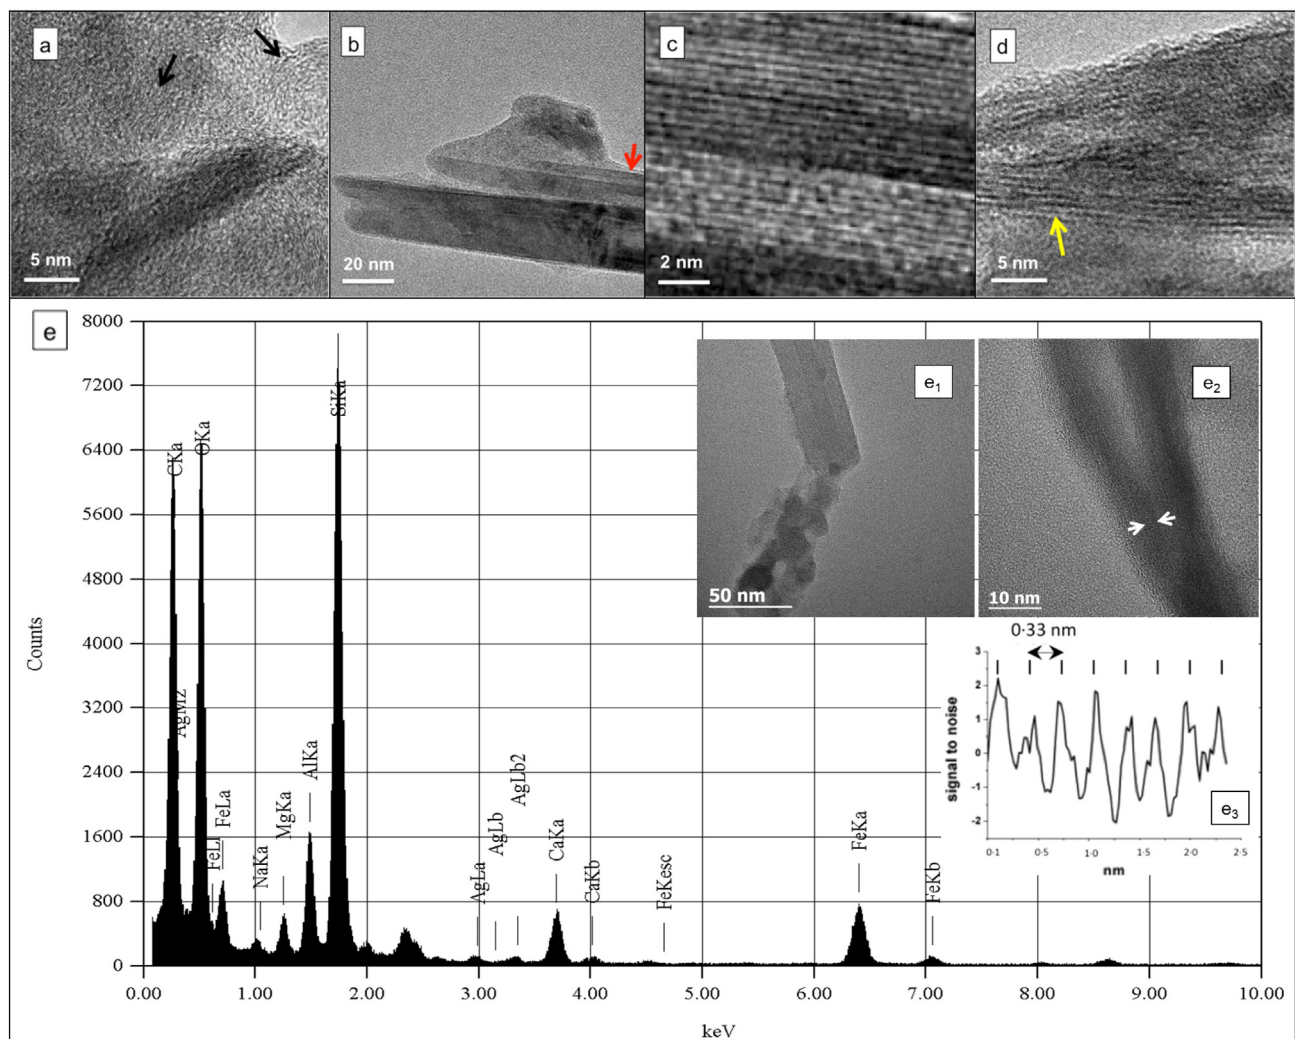 a
b
c
d
5 nm
20 nm
2 nm
5 nm
e
8000
7200
6400
5600
4800
4000
3200
2400
1600
800
0
Counts
CKa
AgMz
OKa
FeLl
FeLa
NaKa
MgKa
AlKa
SiKa
AgLa
AgLb
AgLb2
CaKa
CaKb
FeKesc
FeKa
FeKb
0.00 1.00 2.00 3.00 4.00 5.00 6.00 7.00 8.00 9.00 10.00
keV
e1
50 nm
e2
10 nm
0·33 nm
3
2
1
0
-1
-2
signal to noise
e3
0·1 0·5 1·0 1·5 2·0 2·5
nm